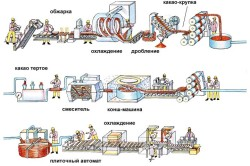 какао-крупка
обжарка
охлаждение дробление
какао тертое
смеситель конш-машина
охлаждение
плиточный автомат